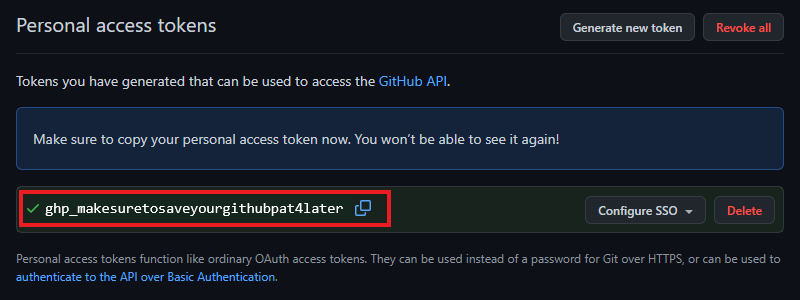 Personal access tokens
Generate new token
Revoke all
Tokens you have generated that can be used to access the GitHub API.
Make sure to copy your personal access token now. You won’t be able to see it again!
ghp_makesuretosaveyourgithubpat4later
Configure SSO
Delete
Personal access tokens function like ordinary OAuth access tokens. They can be used instead of a password for Git over HTTPS, or can be used to
authenticate to the API over Basic Authentication.